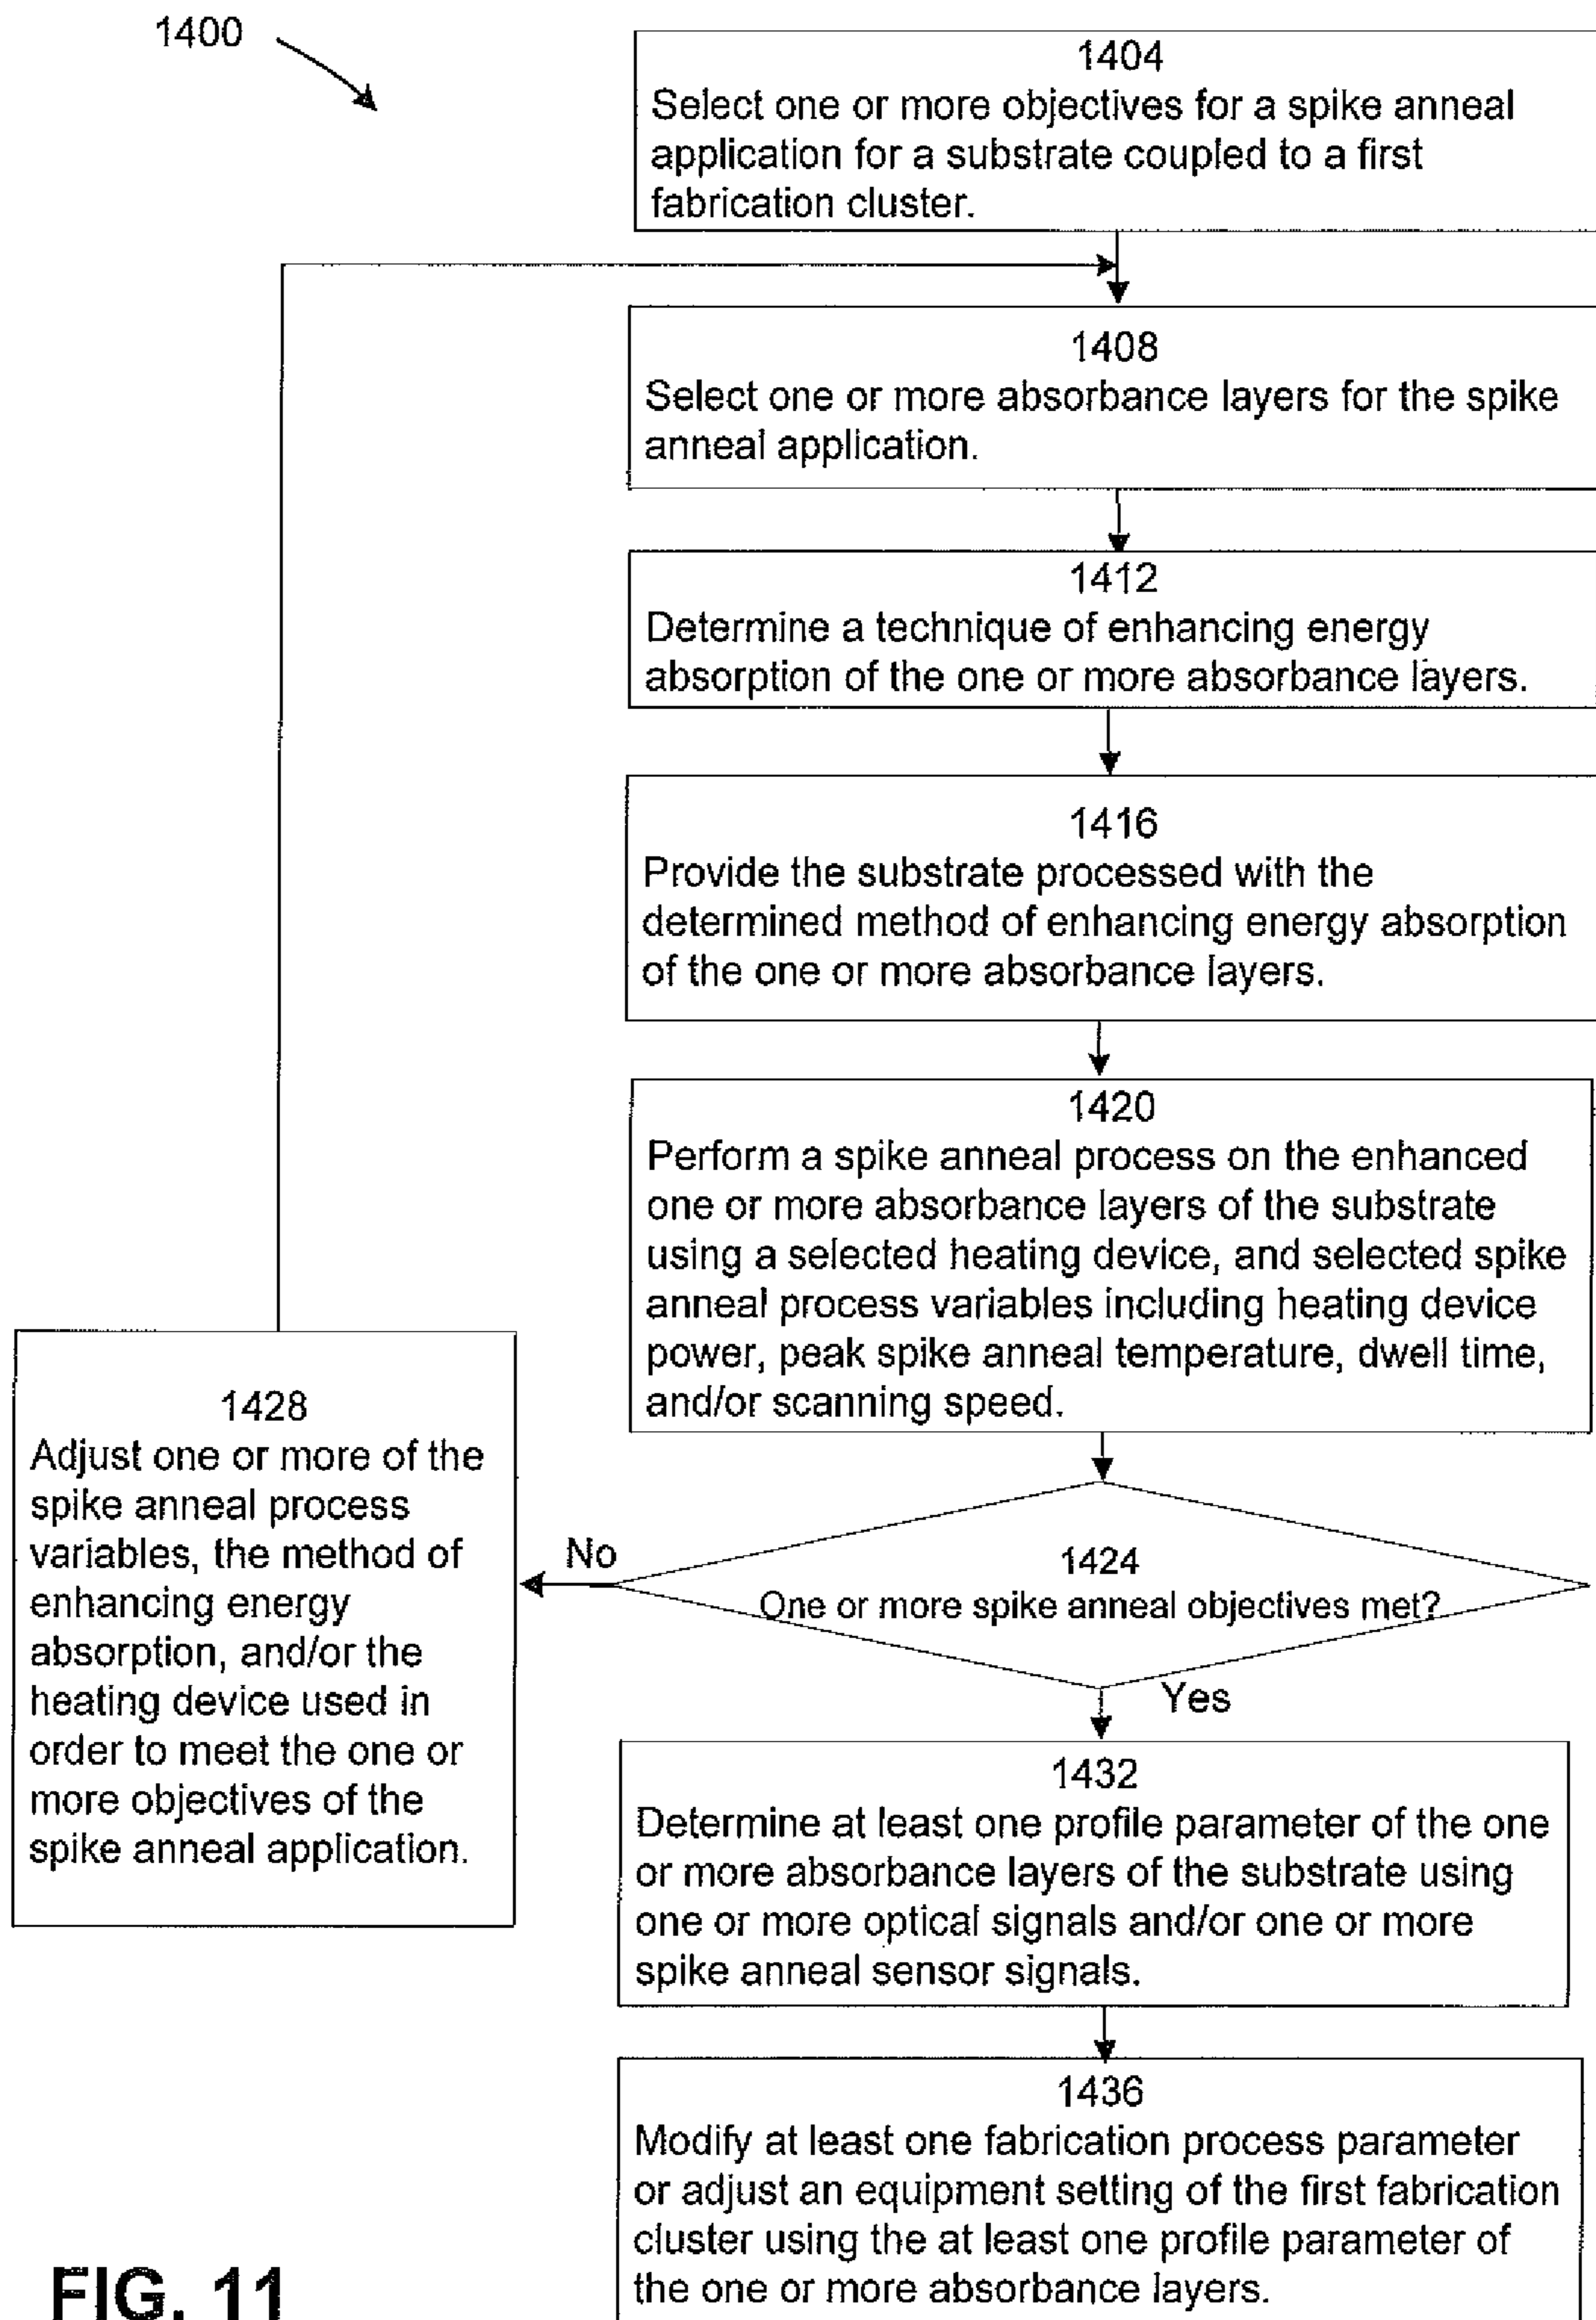 1400
1404
Select one or more objectives for a spike anneal
application for a substrate coupled to a first
fabrication cluster.
1408
Select one or more absorbance layers for the spike
anneal application.
1412
Determine a technique of enhancing energy
absorption of the one or more absorbance layers.
1416
Provide the substrate processed with the
determined method of enhancing energy absorption
of the one or more absorbance layers.
1420
Perform a spike anneal process on the enhanced
one or more absorbance layers of the substrate
using a selected heating device, and selected spike
anneal process variables including heating device
power, peak spike anneal temperature, dwell time,
and/or scanning speed.
1424
One or more spike anneal objectives met?
No
1428
Adjust one or more of the
spike anneal process
variables, the method of
enhancing energy
absorption, and/or the
heating device used in
order to meet the one or
more objectives of the
spike anneal application.
Yes
1432
Determine at least one profile parameter of the one
or more absorbance layers of the substrate using
one or more optical signals and/or one or more
spike anneal sensor signals.
1436
Modify at least one fabrication process parameter
or adjust an equipment setting of the first fabrication
cluster using the at least one profile parameter of
the one or more absorbance layers.
FIG. 11